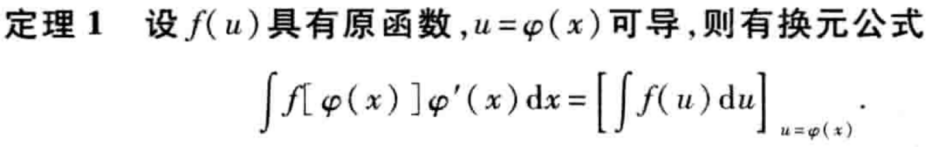 定理 1 设 f(u)具有原函数,u=φ(x)可导,则有换元公式
∫f[φ(x)]φ′(x)dx=[∫f(u)du]u=φ(x).